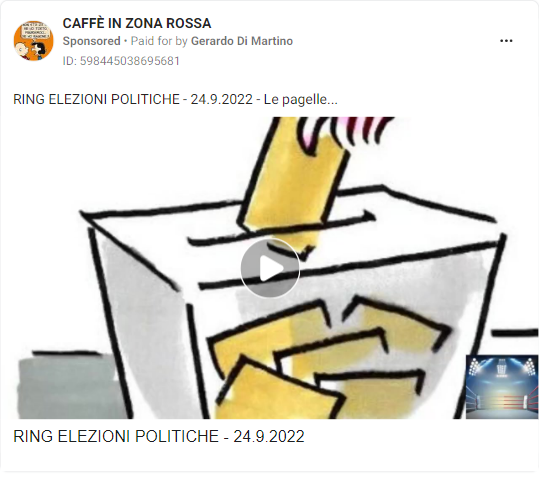 CAFFÈ IN ZONA ROSSA
Sponsored • Paid for by Gerardo Di Martino
ID: 598445038695681
RING ELEZIONI POLITICHE - 24.9.2022 - Le pagelle...
RING ELEZIONI POLITICHE - 24.9.2022